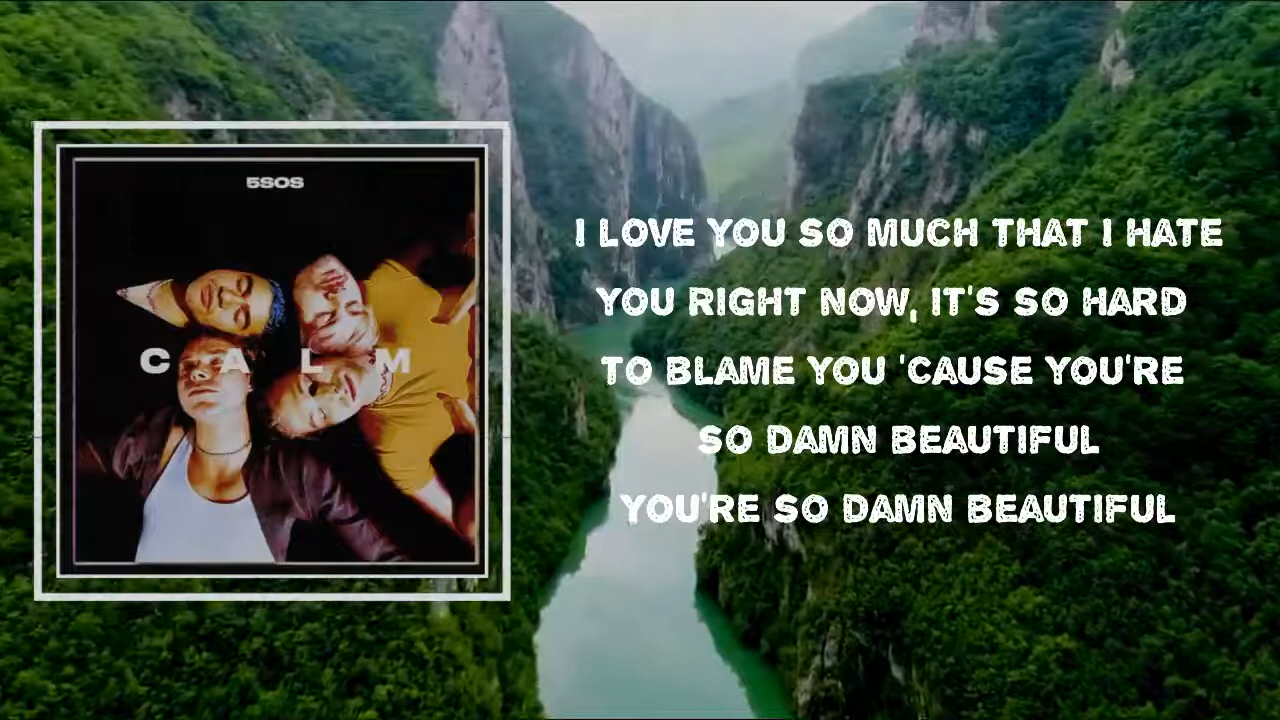 5SOS
C A L M
I LOVE YOU SO MUCH THAT I HATE
YOU RIGHT NOW, IT'S SO HARD
TO BLAME YOU 'CAUSE YOU'RE
SO DAMN BEAUTIFUL
YOU'RE SO DAMN BEAUTIFUL